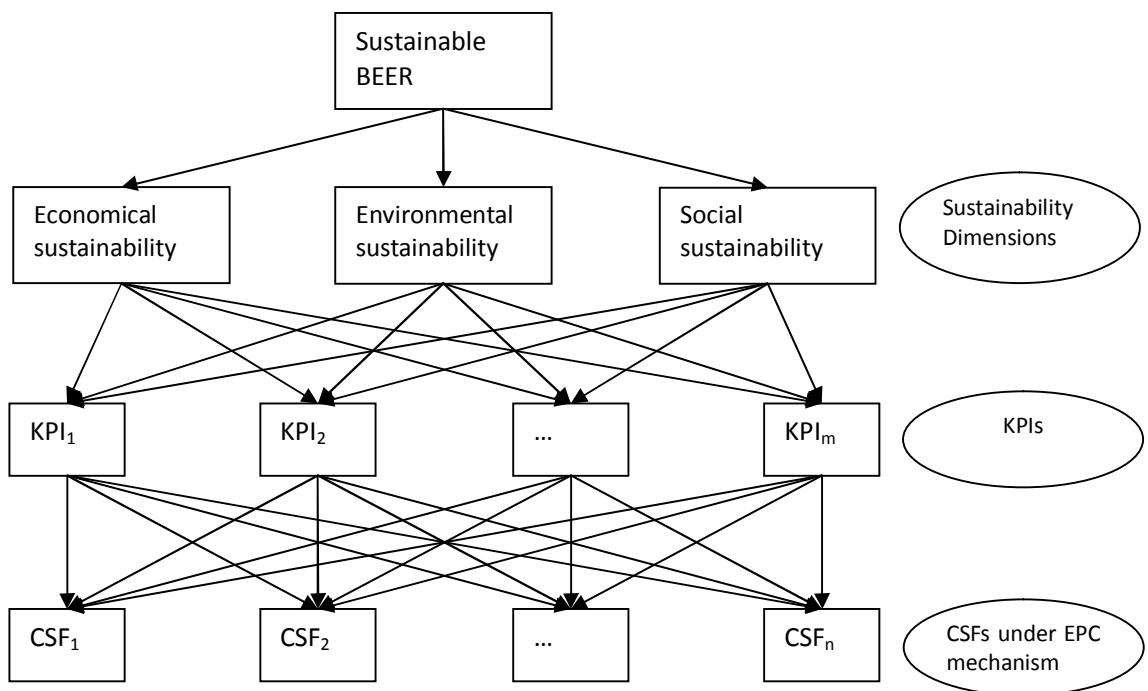 Sustainable
BEER
Economical
sustainability
Environmental
sustainability
Social
sustainability
Sustainability
Dimensions
KPI₁
KPI₂
...
KPIₘ
KPIs
CSF₁
CSF₂
...
CSFₙ
CSFs under EPC
mechanism